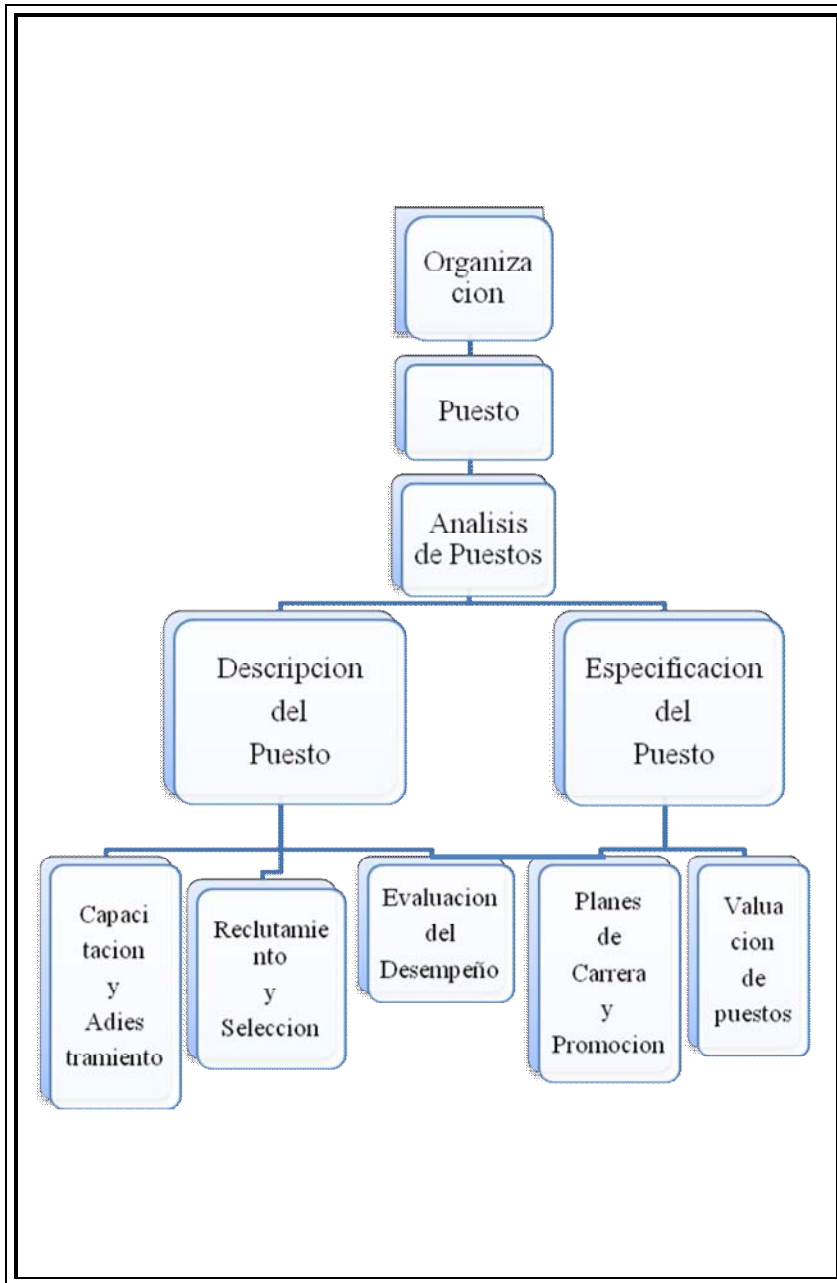 Organiza
cion
Puesto
Analisis
de Puestos
Descripcion
del
Puesto
Especificacion
del
Puesto
Capaci
tacion
y
Adies
tramiento
Reclutamie
nto
y
Seleccion
Evaluacion
del
Desempeño
Planes
de
Carrera
y
Promocion
Valua
cion
de
puestos